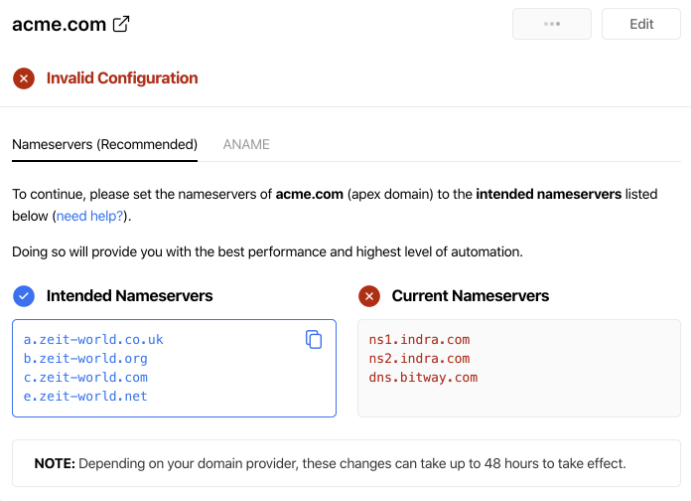 acme.com
Edit
Invalid Configuration
Nameservers (Recommended)
ANAME
To continue, please set the nameservers of acme.com (apex domain) to the intended nameservers listed
below (need help?).
Doing so will provide you with the best performance and highest level of automation.
Intended Nameservers
a.zeit-world.co.uk
b.zeit-world.org
c.zeit-world.com
e.zeit-world.net
Current Nameservers
ns1.indra.com
ns2.indra.com
dns.bitway.com
NOTE: Depending on your domain provider, these changes can take up to 48 hours to take effect.